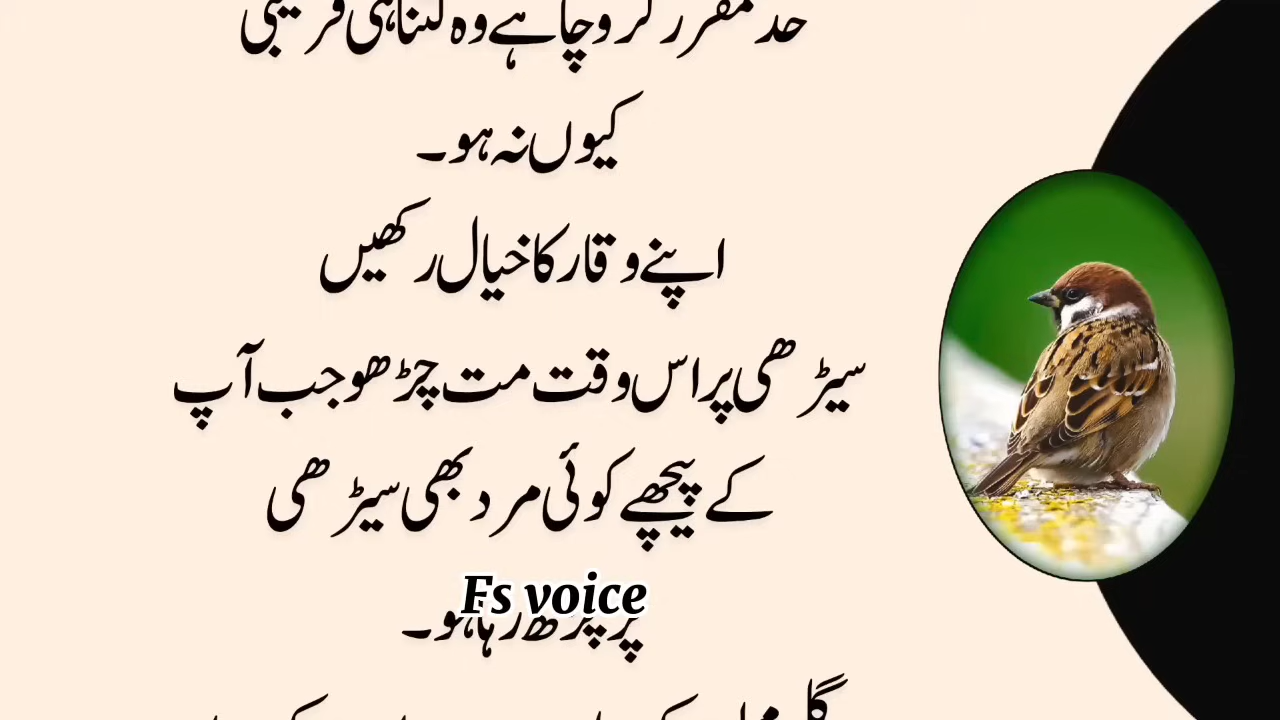 حد مقرر کرو چاہے وہ کتنا ہی قریبی
کیوں نہ ہو۔
اپنے وقار کا خیال رکھیں
سیڑھی پر اس وقت مت چڑھو جب آپ
کے پیچھے کوئی مرد بھی سیڑھی
Fs voice
پر چڑھ رہا ہو۔